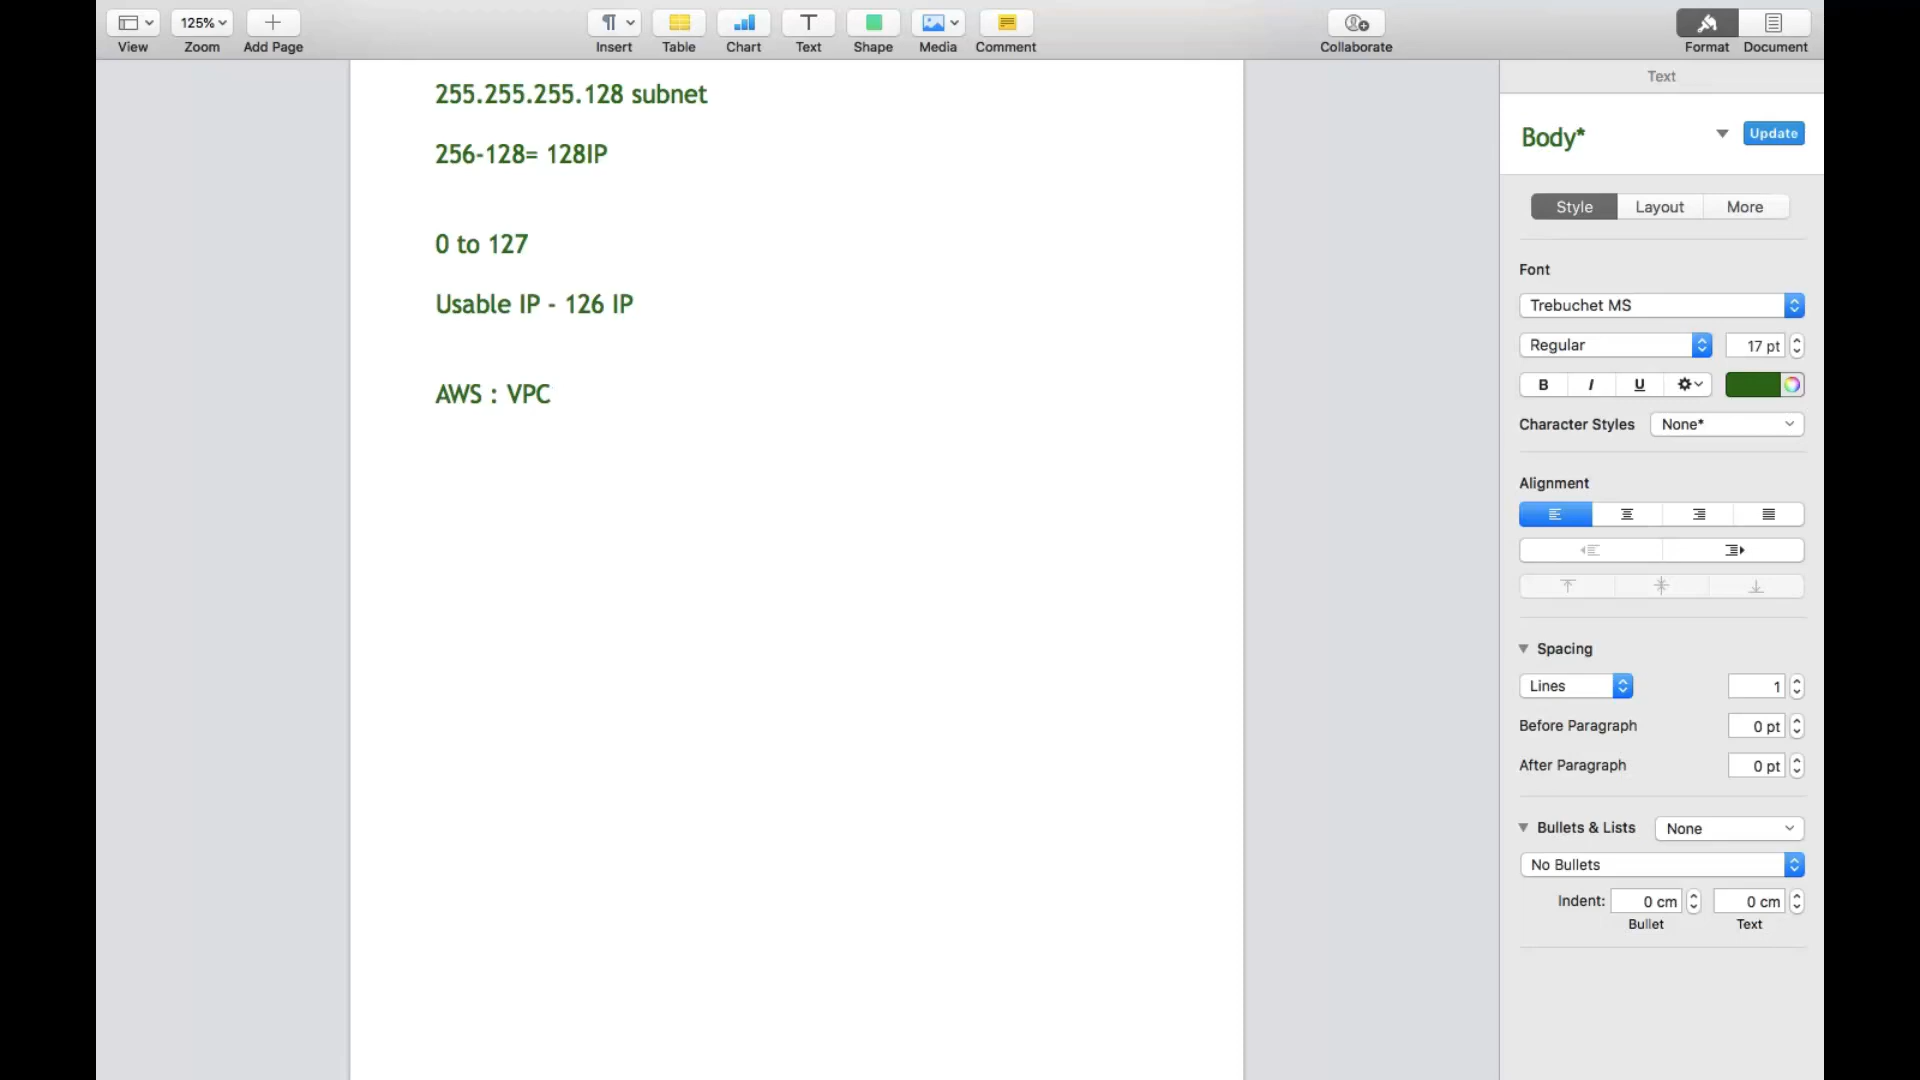 125%
View
Zoom
Add Page
Insert
Table
Chart
Text
Shape
Media
Comment
Collaborate
Format
Document
255.255.255.128 subnet
256-128= 128IP
0 to 127
Usable IP - 126 IP
AWS : VPC
Text
Body*
Update
Style
Layout
More
Font
Trebuchet MS
Regular
17 pt
B I U
Character Styles
None*
Alignment
Spacing
Lines
1
Before Paragraph
0 pt
After Paragraph
0 pt
Bullets & Lists
None
No Bullets
Indent:
0 cm
0 cm
Bullet
Text